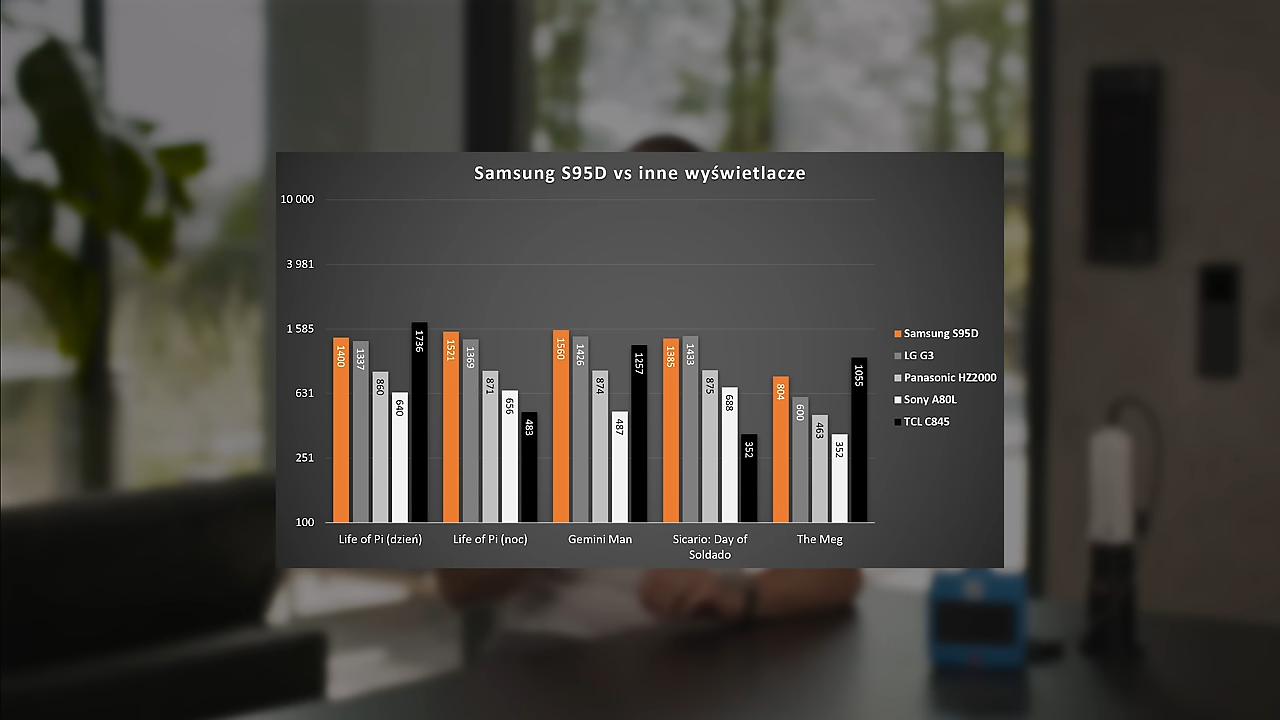 Samsung S95D vs inne wyświetlacze
10 000
3 981
1 585
631
251
100
1400
1337
860
640
1736
1521
1369
871
656
483
1560
1426
874
487
1257
1385
1433
875
688
352
804
600
463
352
1055
Life of Pi (dzień)
Life of Pi (noc)
Gemini Man
Sicario: Day of
Soldado
The Meg
Samsung S95D
LG G3
Panasonic HZ2000
Sony A80L
TCL C845